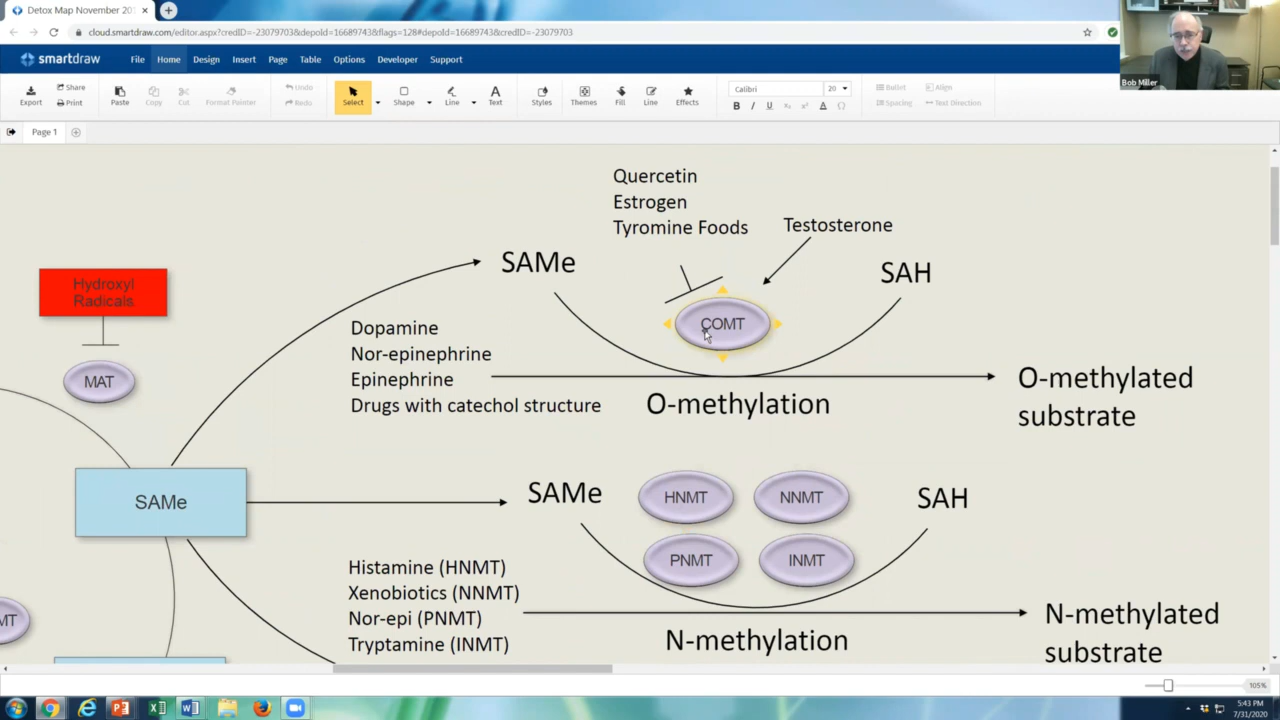 Detox Map November 201
cloud.smartdraw.com/editor.aspx?credID=-23079703&depoId=16689743&flags=128#depoId=16689743&credID=-23079703
Bob Miller
smartdraw
File Home Design Insert Page Table Options Developer Support
Export
Share
Print
Paste
Copy
Cut
Format Painter
Undo
Redo
Select
Shape
Line
Text
Styles
Themes
Fill
Line
Effects
Calibri 20
B I U
Bullet
Align
Spacing
Text Direction
Page 1
Quercetin
Estrogen
Tyromine Foods
Testosterone
SAMe
SAH
Hydroxyl
Radicals
MAT
COMT
Dopamine
Nor-epinephrine
Epinephrine
Drugs with catechol structure
O-methylation
O-methylated
substrate
SAMe
SAMe
HNMT
NNMT
PNMT
INMT
SAH
Histamine (HNMT)
Xenobiotics (NNMT)
Nor-epi (PNMT)
Tryptamine (INMT)
N-methylation
N-methylated
substrate
MT
105%
5:43 PM
7/31/2020